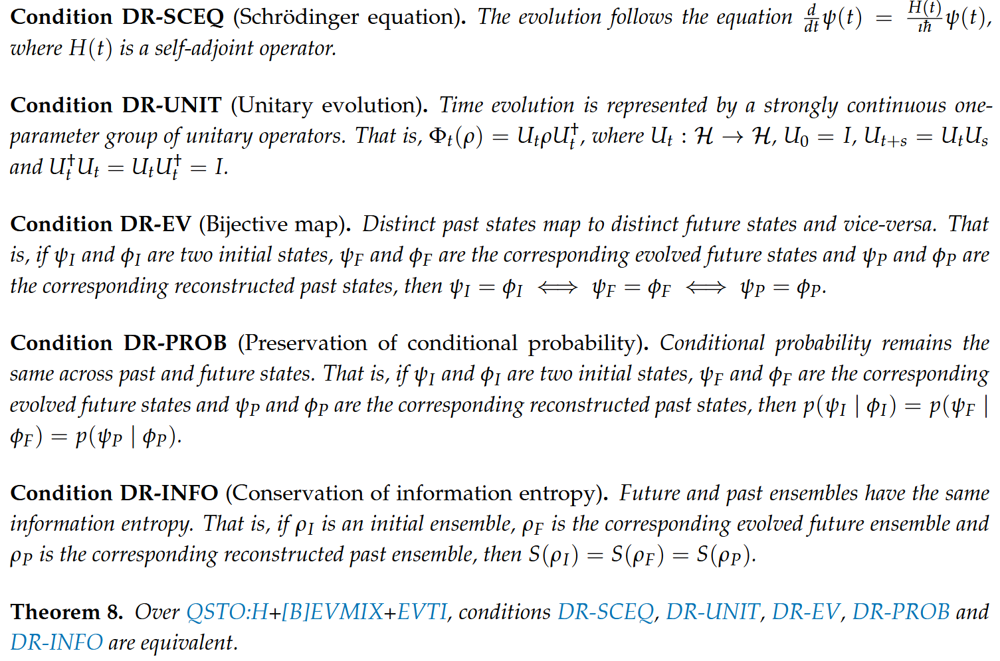 Condition DR-SCEQ (Schrödinger equation). The evolution follows the equation $\frac{d}{dt}\psi(t) = \frac{H(t)}{\imath\hbar}\psi(t)$,
where $H(t)$ is a self-adjoint operator.
Condition DR-UNIT (Unitary evolution). Time evolution is represented by a strongly continuous one-
parameter group of unitary operators. That is, $\Phi_t(\rho) = U_t \rho U_t^\dagger$, where $U_t : \mathcal{H} \to \mathcal{H}$, $U_0 = I$, $U_{t+s} = U_t U_s$
and $U_t^\dagger U_t = U_t U_t^\dagger = I$.
Condition DR-EV (Bijective map). Distinct past states map to distinct future states and vice-versa. That
is, if $\psi_I$ and $\phi_I$ are two initial states, $\psi_F$ and $\phi_F$ are the corresponding evolved future states and $\psi_P$ and $\phi_P$ are
the corresponding reconstructed past states, then $\psi_I = \phi_I \iff \psi_F = \phi_F \iff \psi_P = \phi_P$.
Condition DR-PROB (Preservation of conditional probability). Conditional probability remains the
same across past and future states. That is, if $\psi_I$ and $\phi_I$ are two initial states, $\psi_F$ and $\phi_F$ are the corresponding
evolved future states and $\psi_P$ and $\phi_P$ are the corresponding reconstructed past states, then $p(\psi_I \mid \phi_I) = p(\psi_F \mid$
$\phi_F) = p(\psi_P \mid \phi_P)$.
Condition DR-INFO (Conservation of information entropy). Future and past ensembles have the same
information entropy. That is, if $\rho_I$ is an initial ensemble, $\rho_F$ is the corresponding evolved future ensemble and
$\rho_P$ is the corresponding reconstructed past ensemble, then $S(\rho_I) = S(\rho_F) = S(\rho_P)$.
Theorem 8. Over QSTO:H+[B]EVMIX+EVTI, conditions DR-SCEQ, DR-UNIT, DR-EV, DR-PROB and
DR-INFO are equivalent.